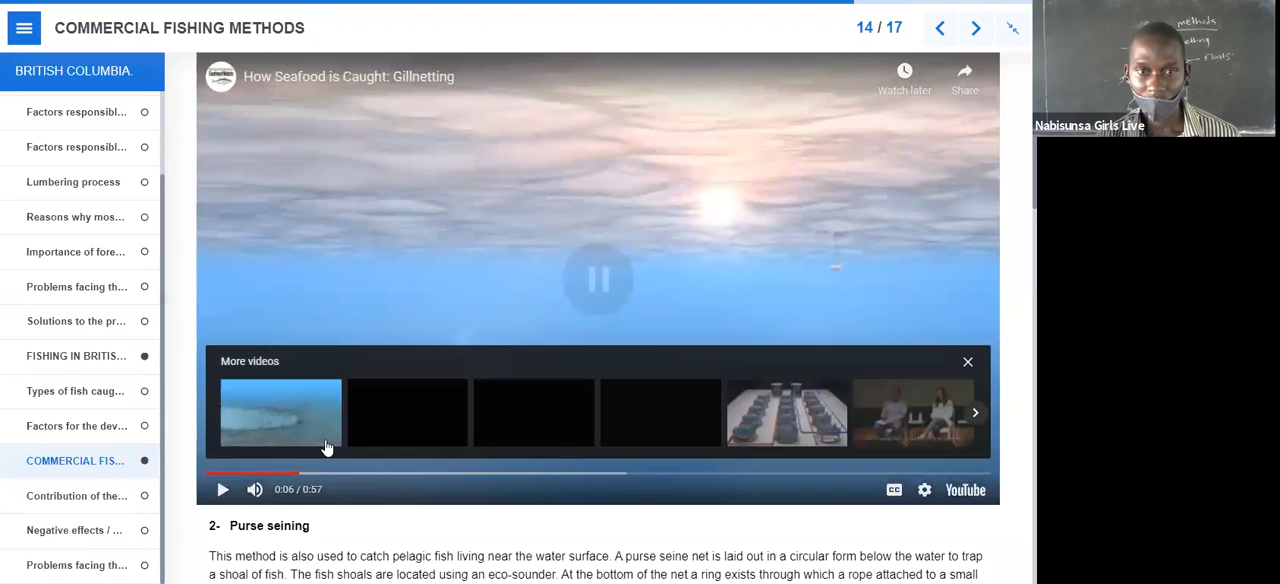 COMMERCIAL FISHING METHODS
14 / 17
BRITISH COLUMBIA.
Factors responsibl...
Factors responsibl...
Lumbering process
Reasons why mos...
Importance of fore...
Problems facing th...
Solutions to the pr...
FISHING IN BRITIS...
Types of fish caug...
Factors for the dev...
COMMERCIAL FIS...
Contribution of the...
Negative effects / ...
Problems facing th...
Seafood Watch
How Seafood is Caught: Gillnetting
Watch later
Share
More videos
0:06 / 0:57
CC
YouTube
2- Purse seining
This method is also used to catch pelagic fish living near the water surface. A purse seine net is laid out in a circular form below the water to trap
a shoal of fish. The fish shoals are located using an eco-sounder. At the bottom of the net a ring exists through which a rope attached to a small
methods
Floats
Nabisunsa Girls Live